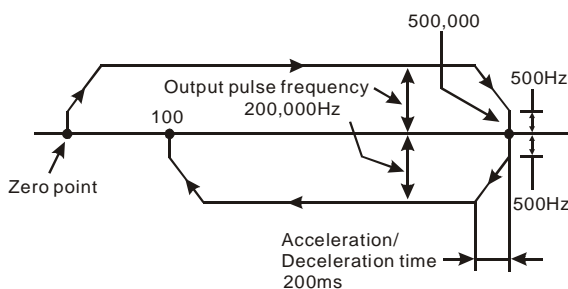 500,000
500Hz
Output pulse frequency
200,000Hz
100
Zero point
500Hz
Acceleration/
Deceleration time
200ms